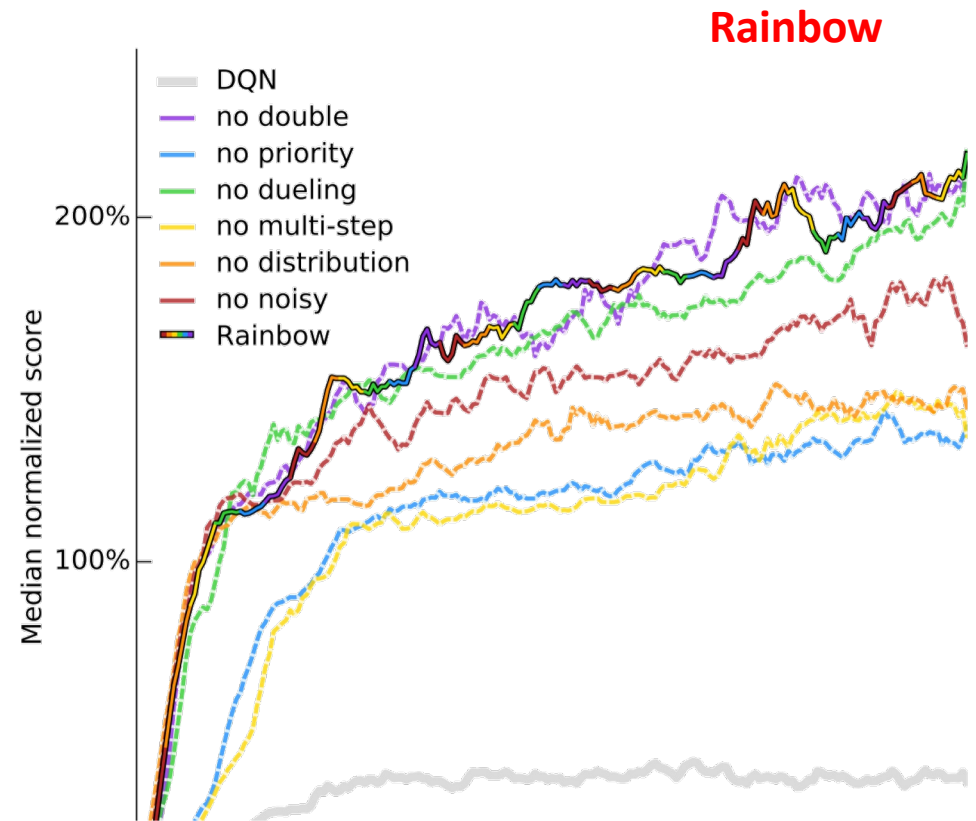 Rainbow
DQN
no double
no priority
no dueling
no multi-step
no distribution
no noisy
Rainbow
200%
100%
Median normalized score